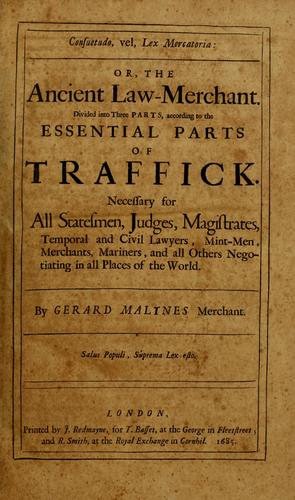 Conſuetudo, vel, Lex Mercatoria:
OR, THE
Ancient Law-Merchant.
Divided into Three PARTS, according to the
ESSENTIAL PARTS
OF
TRAFFICK.
Neceſſary for
All Stateſmen, Judges, Magiſtrates,
Temporal and Civil Lawyers, Mint-Men,
Merchants, Mariners, and all Others Nego-
tiating in all Places of the World.
By GERARD MALYNES Merchant.
Salus Populi, Suprema Lex eſto.
LONDON,
Printed by J. Redmayne, for T. Baſſet, at the George in Fleetſtreet;
and R. Smith, at the Royal Exchange in Cornhil. 1685.